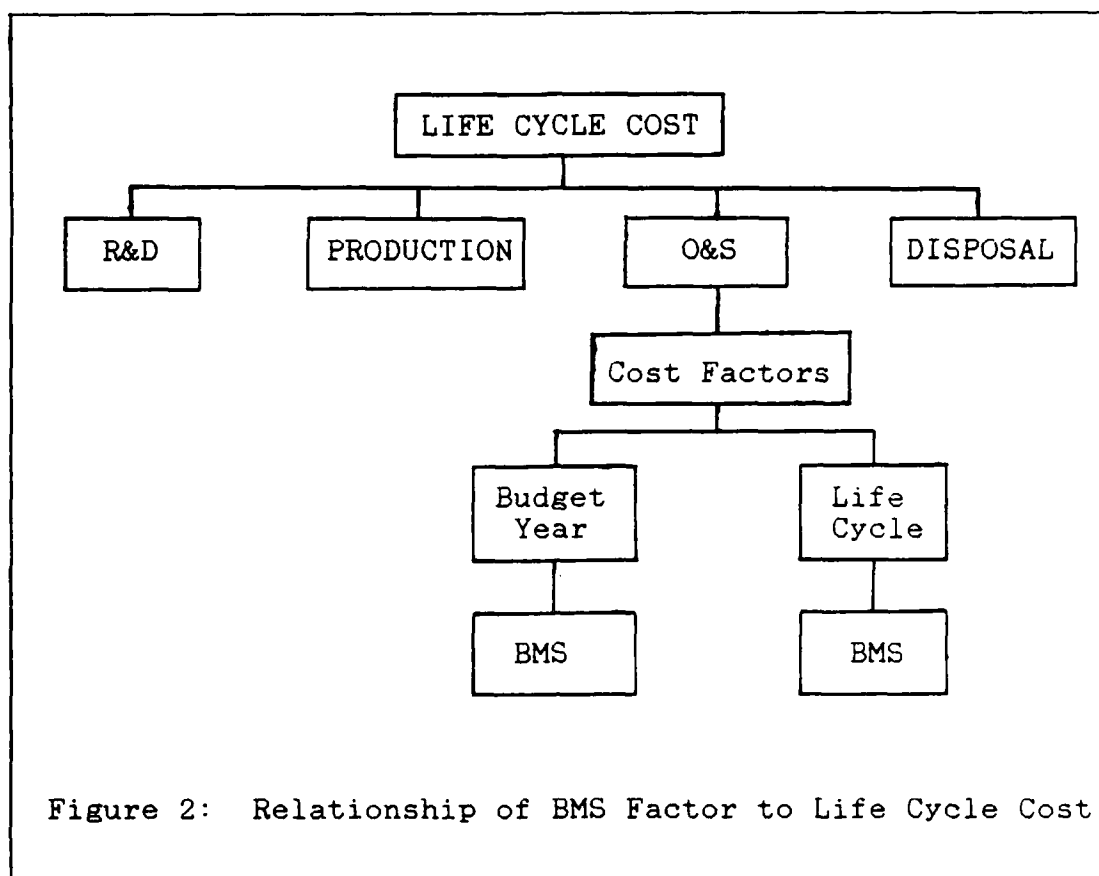 LIFE CYCLE COST
R&D PRODUCTION O&S DISPOSAL
Cost Factors
Budget Life
Year Cycle
BMS BMS
Figure 2: Relationship of BMS Factor to Life Cycle Cost